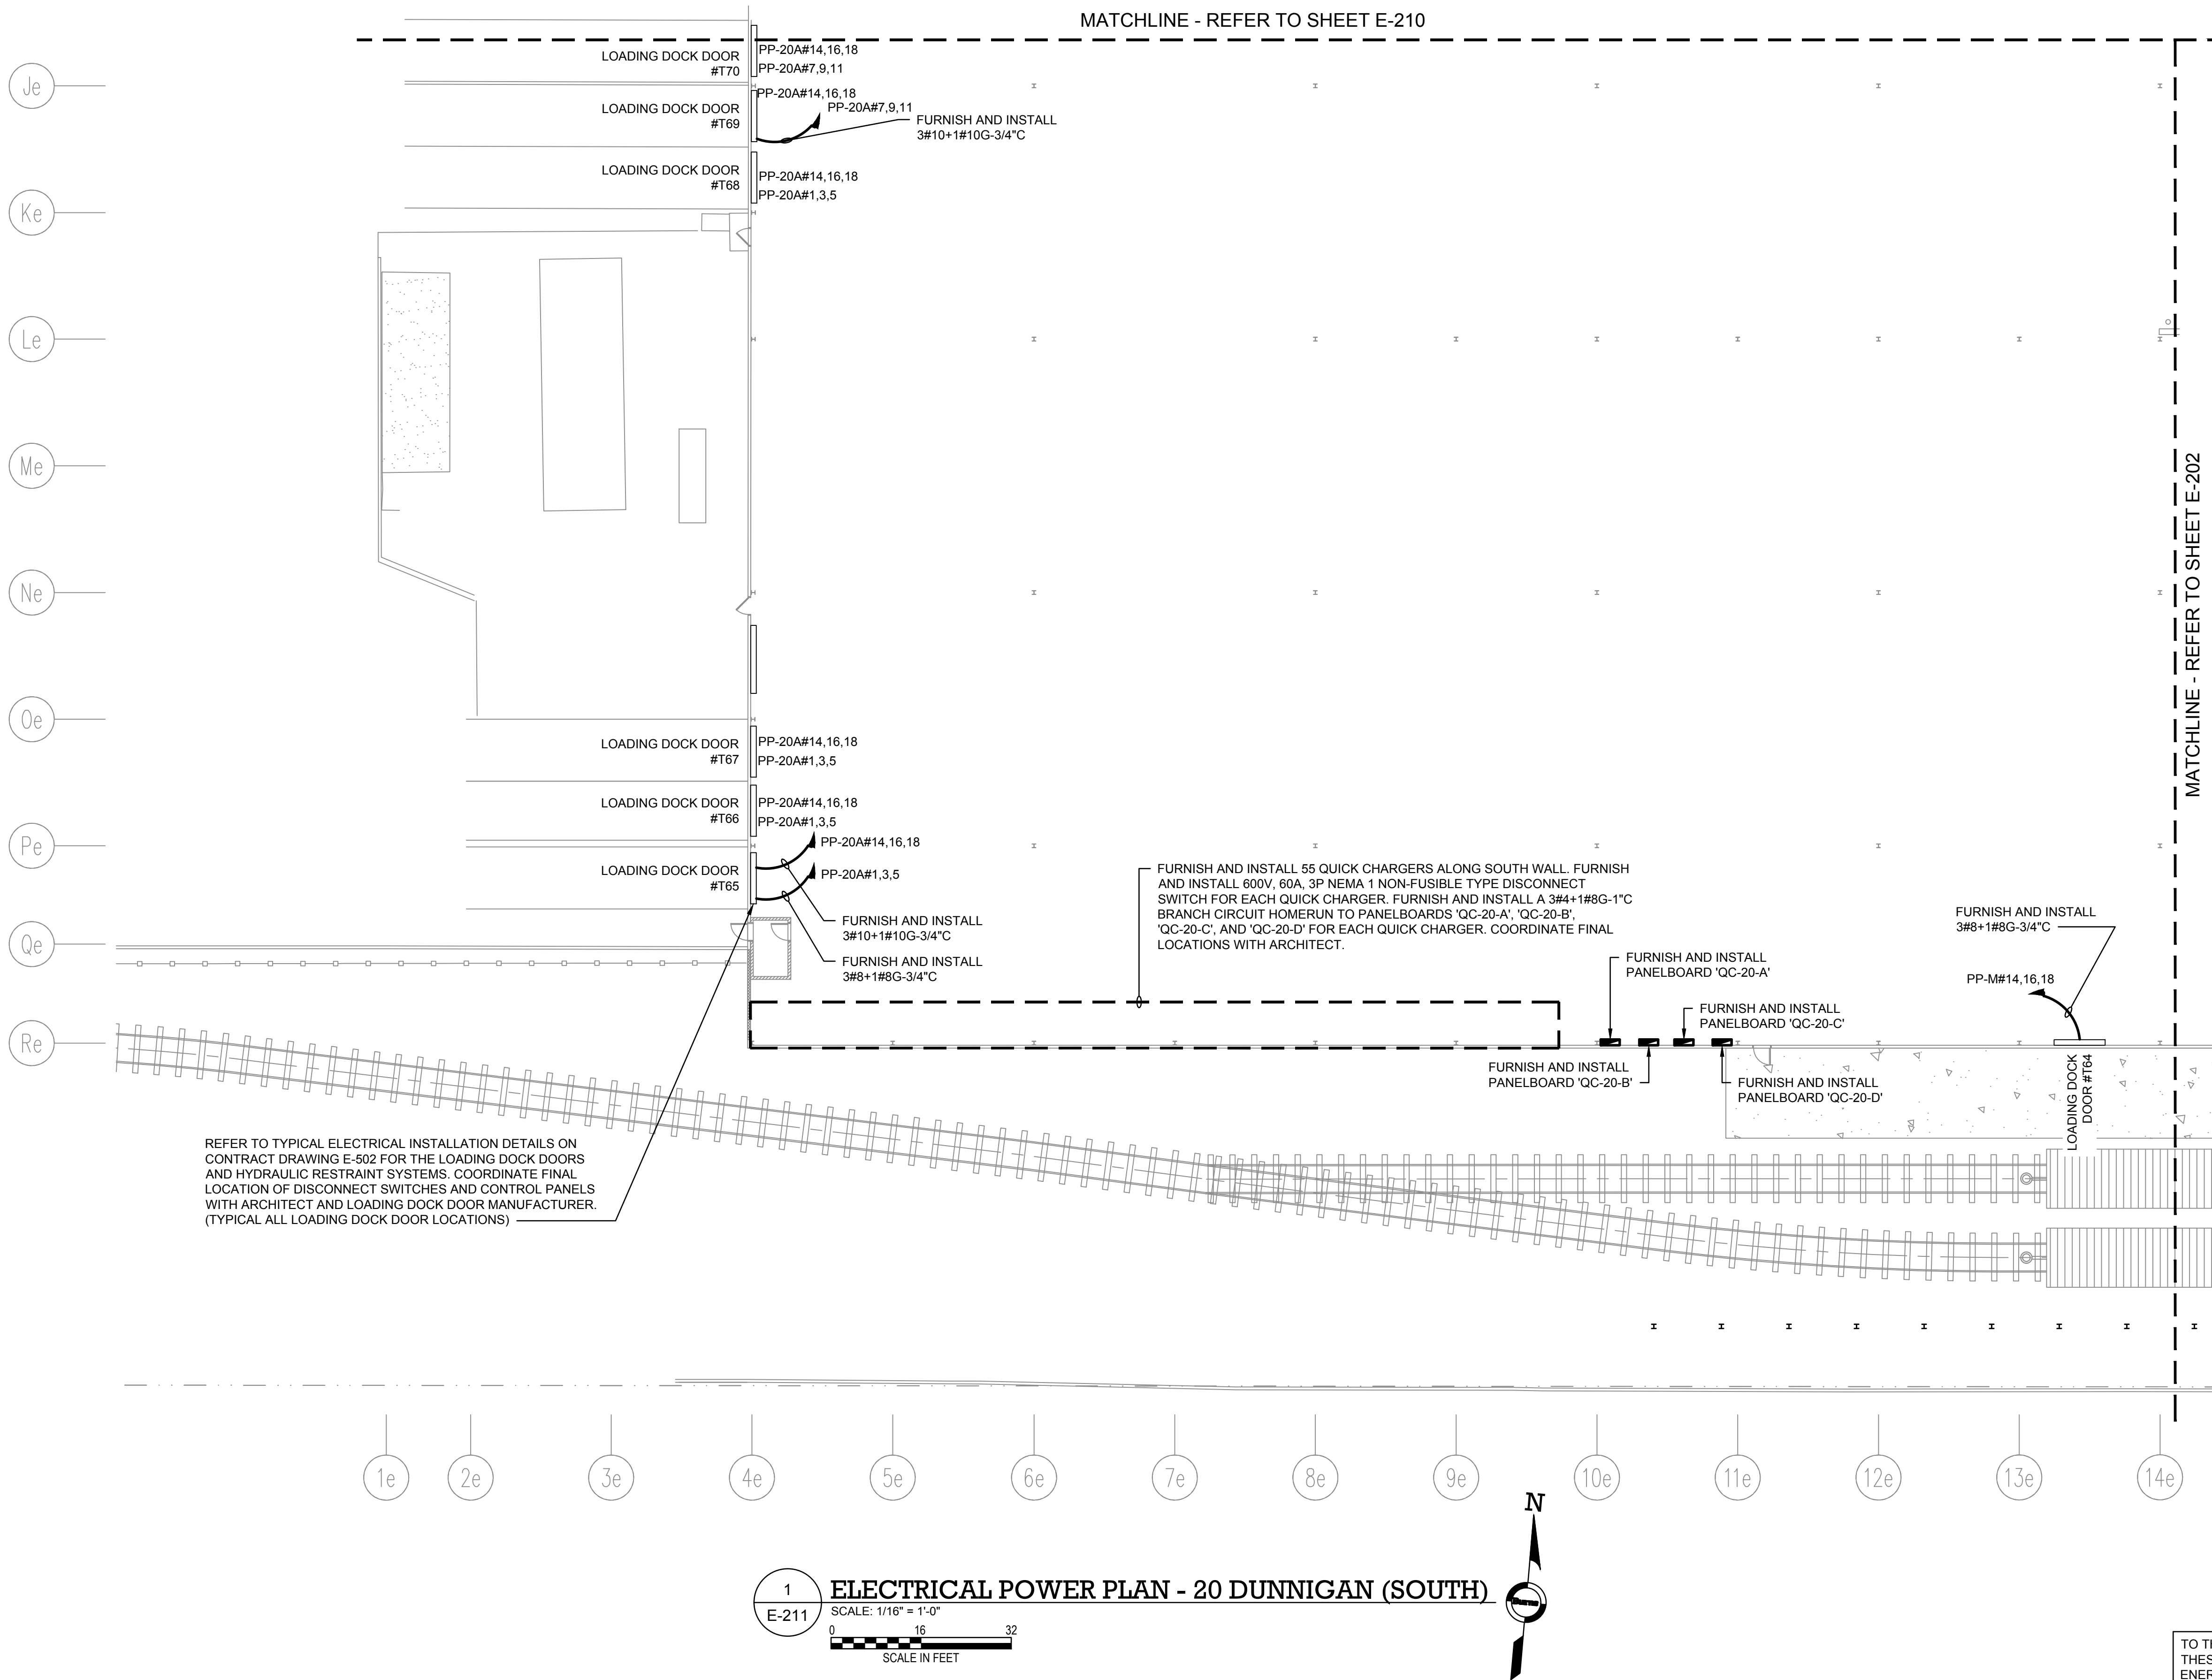 MATCHLINE - REFER TO SHEET E-210
LOADING DOCK DOOR
#T70
PP-20A#14,16,18
PP-20A#7,9,11
Je
LOADING DOCK DOOR
#T69
PP-20A#14,16,18
PP-20A#7,9,11
FURNISH AND INSTALL
3#10+1#10G-3/4"C
LOADING DOCK DOOR
#T68
PP-20A#14,16,18
PP-20A#1,3,5
Ke
Le
Me
MATCHLINE - REFER TO SHEET E-202
Ne
Oe
LOADING DOCK DOOR
#T67
PP-20A#14,16,18
PP-20A#1,3,5
LOADING DOCK DOOR
#T66
PP-20A#14,16,18
PP-20A#1,3,5
Pe
LOADING DOCK DOOR
#T65
PP-20A#14,16,18
PP-20A#1,3,5
FURNISH AND INSTALL
3#10+1#10G-3/4"C
FURNISH AND INSTALL
3#8+1#8G-3/4"C
FURNISH AND INSTALL 55 QUICK CHARGERS ALONG SOUTH WALL. FURNISH
AND INSTALL 600V, 60A, 3P NEMA 1 NON-FUSIBLE TYPE DISCONNECT
SWITCH FOR EACH QUICK CHARGER. FURNISH AND INSTALL A 3#4+1#8G-1"C
BRANCH CIRCUIT HOMERUN TO PANELBOARDS 'QC-20-A', 'QC-20-B',
'QC-20-C', AND 'QC-20-D' FOR EACH QUICK CHARGER. COORDINATE FINAL
LOCATIONS WITH ARCHITECT.
FURNISH AND INSTALL
3#8+1#8G-3/4"C
Qe
FURNISH AND INSTALL
PANELBOARD 'QC-20-A'
PP-M#14,16,18
FURNISH AND INSTALL
PANELBOARD 'QC-20-C'
Re
FURNISH AND INSTALL
PANELBOARD 'QC-20-B'
FURNISH AND INSTALL
PANELBOARD 'QC-20-D'
LOADING DOCK
DOOR #T64
REFER TO TYPICAL ELECTRICAL INSTALLATION DETAILS ON
CONTRACT DRAWING E-502 FOR THE LOADING DOCK DOORS
AND HYDRAULIC RESTRAINT SYSTEMS. COORDINATE FINAL
LOCATION OF DISCONNECT SWITCHES AND CONTROL PANELS
WITH ARCHITECT AND LOADING DOCK DOOR MANUFACTURER.
(TYPICAL ALL LOADING DOCK DOOR LOCATIONS)
1e 2e 3e 4e 5e 6e 7e 8e 9e 10e 11e 12e 13e 14e
N
1
E-211
ELECTRICAL POWER PLAN - 20 DUNNIGAN (SOUTH)
SCALE: 1/16" = 1'-0"
0 16 32
SCALE IN FEET
TO